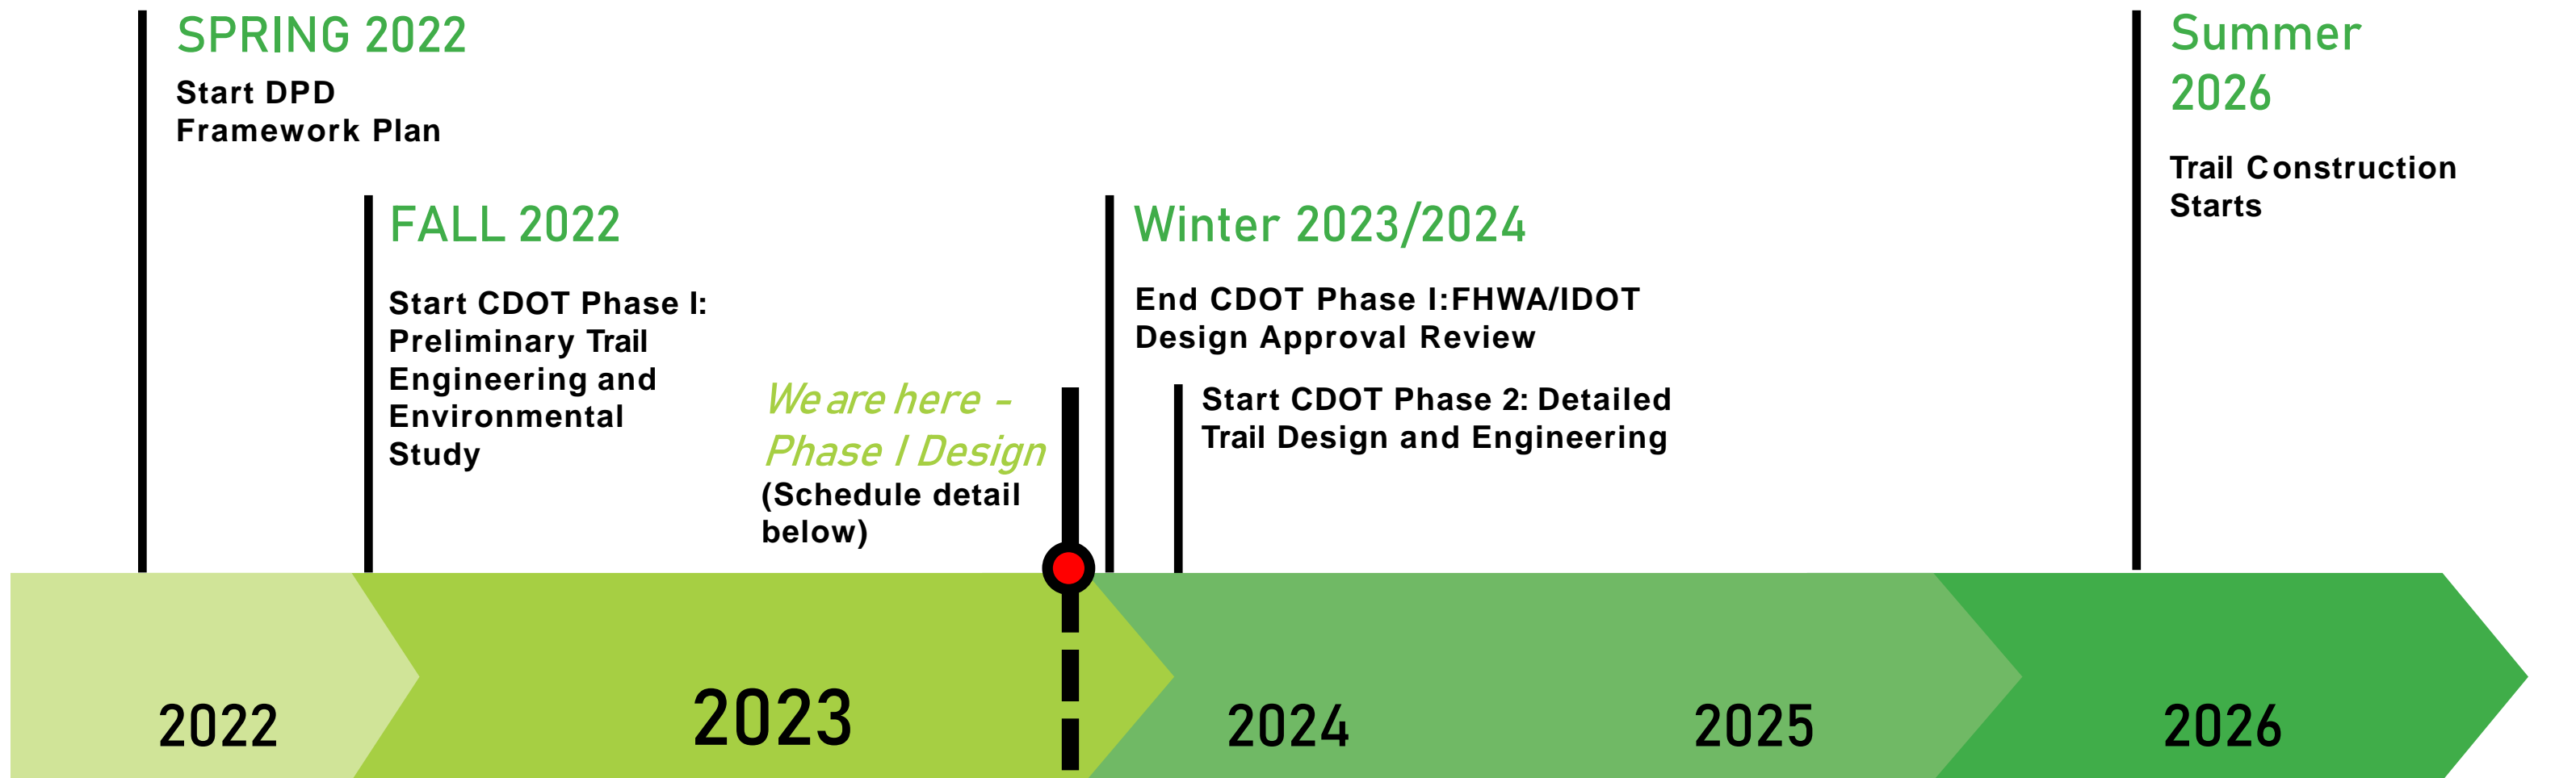 SPRING 2022
Start DPD
Framework Plan
FALL 2022
Start CDOT Phase I:
Preliminary Trail
Engineering and
Environmental
Study
We are here -
Phase I Design
(Schedule detail
below)
Winter 2023/2024
End CDOT Phase I:FHWA/IDOT
Design Approval Review
Start CDOT Phase 2: Detailed
Trail Design and Engineering
Summer
2026
Trail Construction
Starts
2022
2023
2024
2025
2026